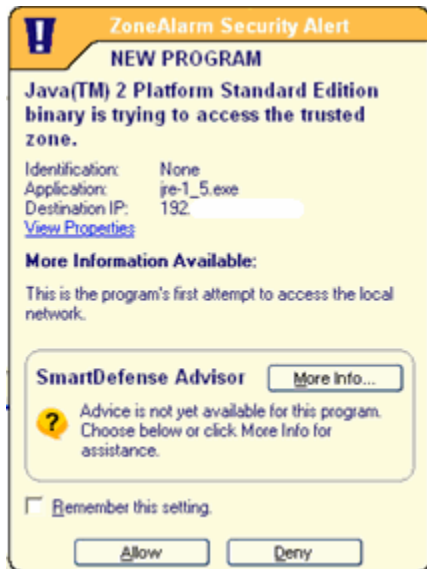 ZoneAlarm Security Alert
NEW PROGRAM
Java(TM) 2 Platform Standard Edition
binary is trying to access the trusted
zone.
Identification: None
Application: jre-1_5.exe
Destination IP: 192.
View Properties
More Information Available:
This is the program's first attempt to access the local
network.
SmartDefense Advisor
More Info...
Advice is not yet available for this program.
Choose below or click More Info for
assistance.
Remember this setting.
Allow
Deny